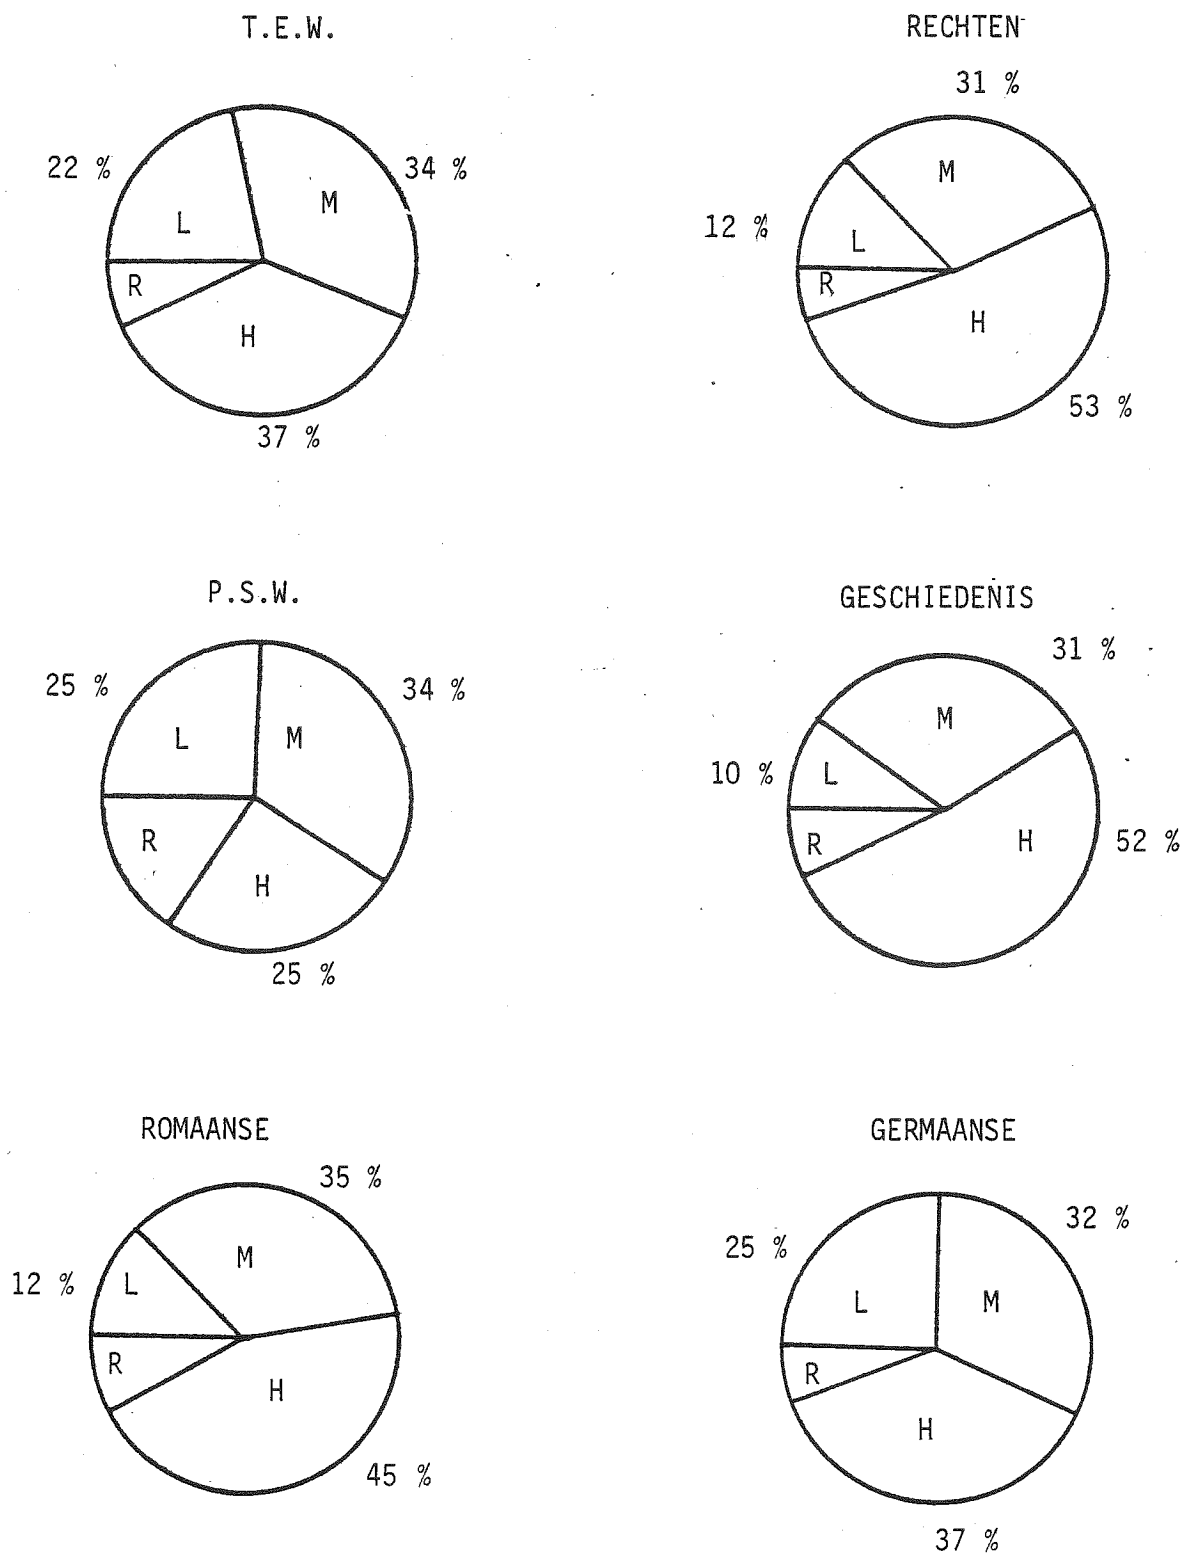 T.E.W.
22 %
34 %
M
L
R
H
37 %
RECHTEN
31 %
M
12 %
L
R
H
53 %
P.S.W.
25 %
34 %
L
M
R
H
25 %
GESCHIEDENIS
31 %
M
10 %
L
R
H
52 %
ROMAANSE
35 %
M
12 %
L
R
H
45 %
GERMAANSE
32 %
25 %
L
M
R
H
37 %